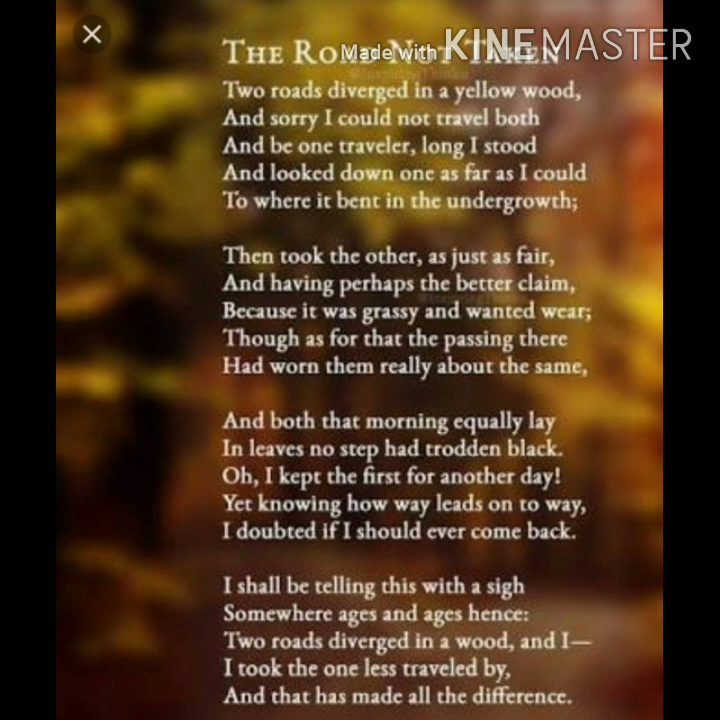 THE ROAD NOT TAKEN
Made with KINEMASTER
Two roads diverged in a yellow wood,
And sorry I could not travel both
And be one traveler, long I stood
And looked down one as far as I could
To where it bent in the undergrowth;
Then took the other, as just as fair,
And having perhaps the better claim,
Because it was grassy and wanted wear;
Though as for that the passing there
Had worn them really about the same,
And both that morning equally lay
In leaves no step had trodden black.
Oh, I kept the first for another day!
Yet knowing how way leads on to way,
I doubted if I should ever come back.
I shall be telling this with a sigh
Somewhere ages and ages hence:
Two roads diverged in a wood, and I—
I took the one less traveled by,
And that has made all the difference.